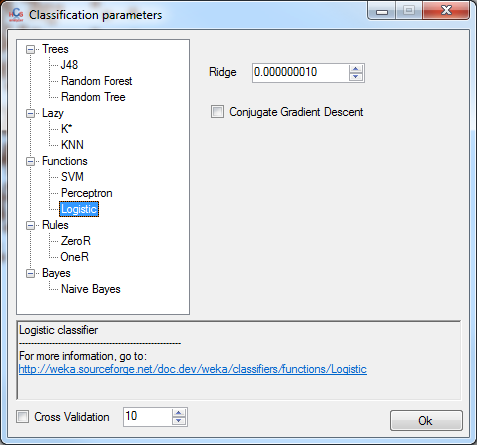 Classification parameters
Trees
J48
Random Forest
Random Tree
Lazy
K*
KNN
Functions
SVM
Perceptron
Logistic
Rules
ZeroR
OneR
Bayes
Naive Bayes
Ridge 0.000000010
Conjugate Gradient Descent
Logistic classifier
------------------------------------------------------
For more information, go to:
http://weka.sourceforge.net/doc.dev/weka/classifiers/functions/Logistic
Cross Validation 10
Ok